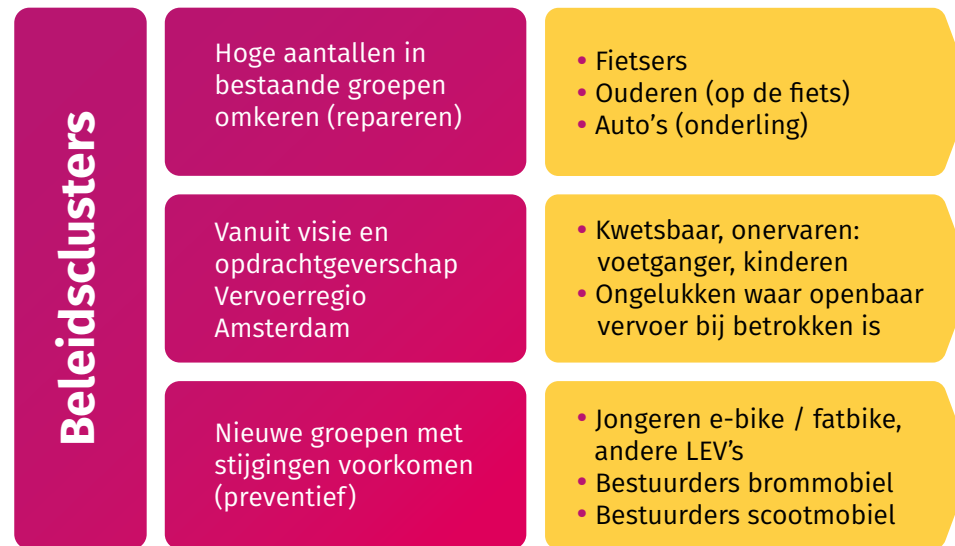 Beleidsclusters
Hoge aantallen in
bestaande groepen
omkeren (repareren)
• Fietsers
• Ouderen (op de fiets)
• Auto’s (onderling)
Vanuit visie en
opdrachtgeverschap
Vervoerregio
Amsterdam
• Kwetsbaar, onervaren:
voetganger, kinderen
• Ongelukken waar openbaar
vervoer bij betrokken is
Nieuwe groepen met
stijgingen voorkomen
(preventief)
• Jongeren e-bike / fatbike,
andere LEV’s
• Bestuurders brommobiel
• Bestuurders scootmobiel